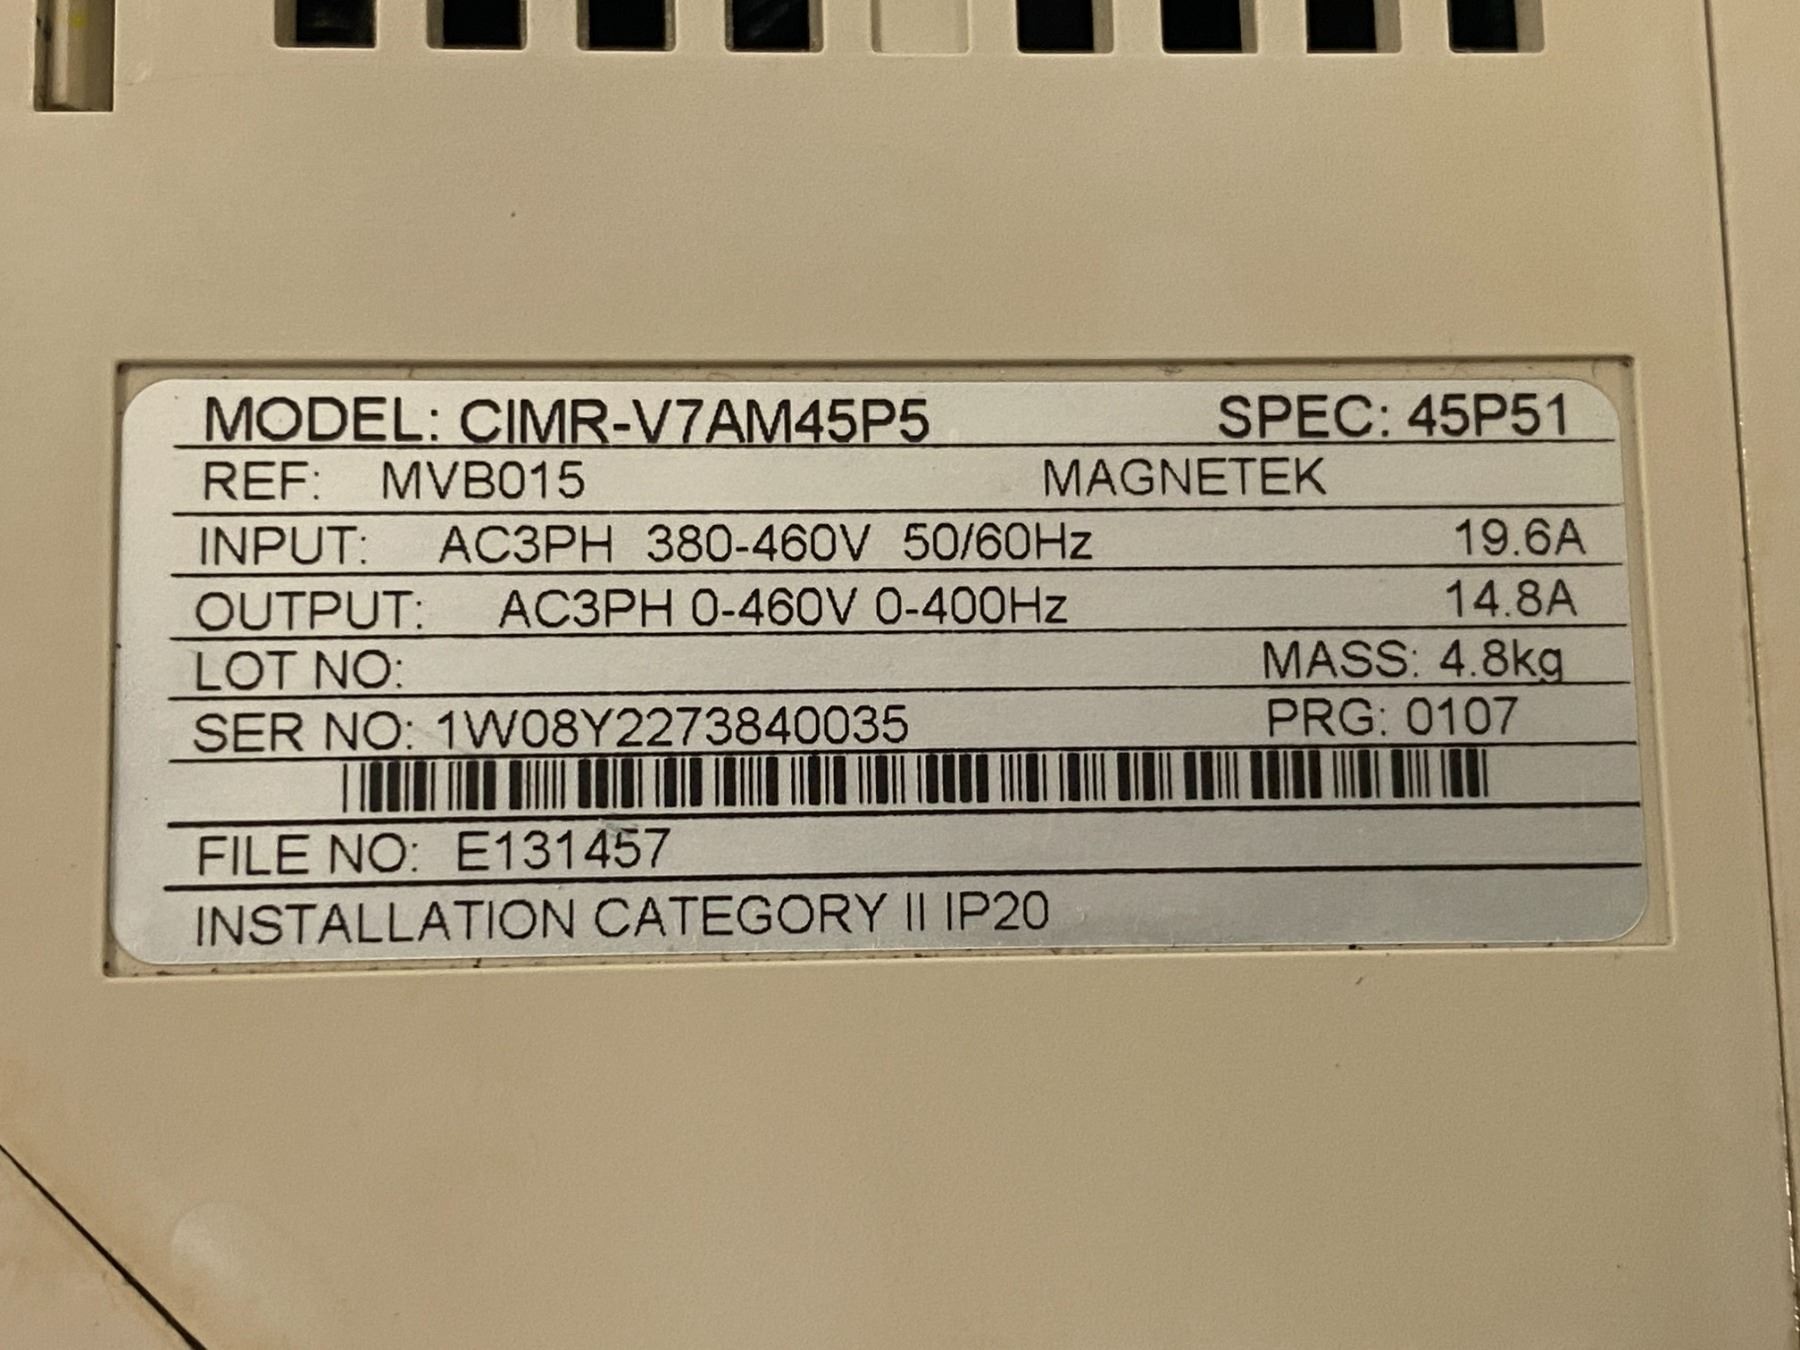 MODEL: CIMR-V7AM45P5 SPEC: 45P51
REF: MVB015 MAGNETEK
INPUT: AC3PH 380-460V 50/60Hz 19.6A
OUTPUT: AC3PH 0-460V 0-400Hz 14.8A
LOT NO: MASS: 4.8kg
SER NO: 1W08Y2273840035 PRG: 0107
FILE NO: E131457
INSTALLATION CATEGORY II IP20